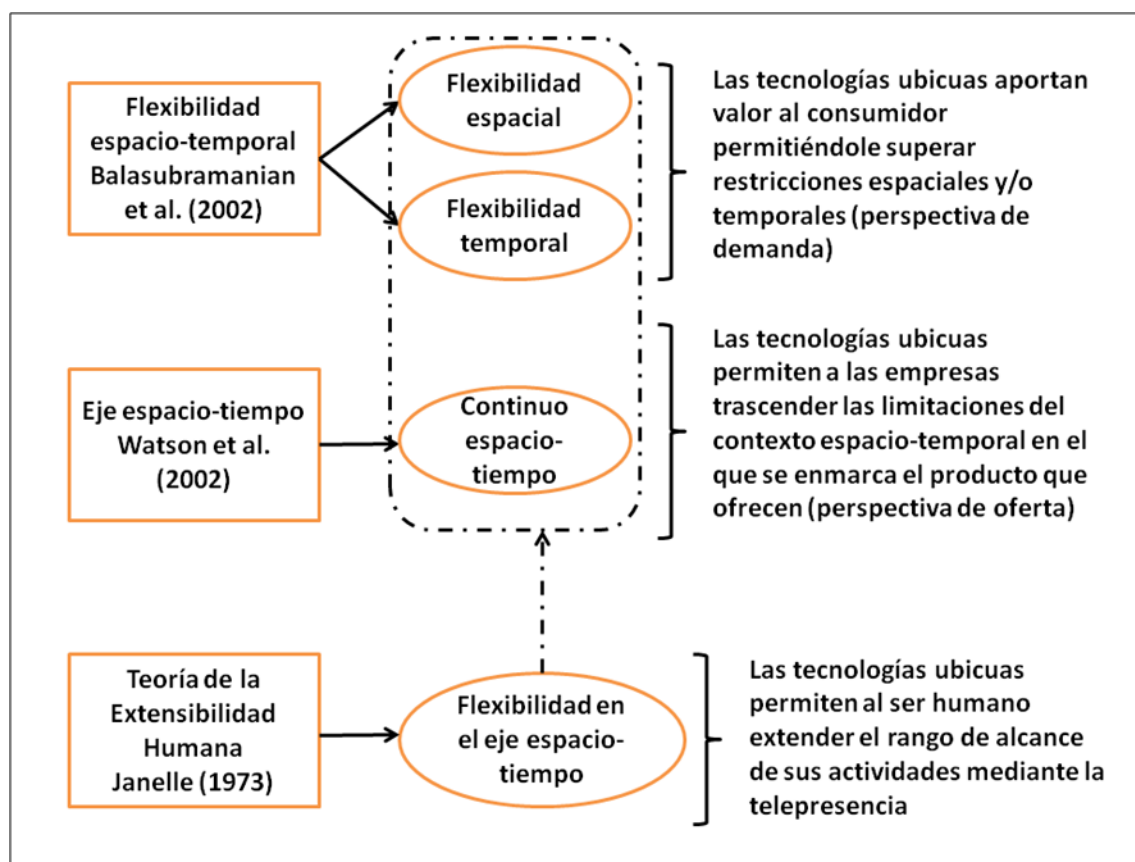 Flexibilidad
espacio-temporal
Balasubramanian
et al. (2002)
Flexibilidad
espacial
Flexibilidad
temporal
Las tecnologías ubicuas aportan
valor al consumidor
permitiéndole superar
restricciones espaciales y/o
temporales (perspectiva de
demanda)
Eje espacio-tiempo
Watson et al.
(2002)
Continuo
espacio-
tiempo
Las tecnologías ubicuas
permiten a las empresas
trascender las limitaciones del
contexto espacio-temporal en el
que se enmarca el producto que
ofrecen (perspectiva de oferta)
Teoría de la
Extensibilidad
Humana
Janelle (1973)
Flexibilidad en
el eje espacio-
tiempo
Las tecnologías ubicuas
permiten al ser humano
extender el rango de alcance
de sus actividades mediante la
telepresencia